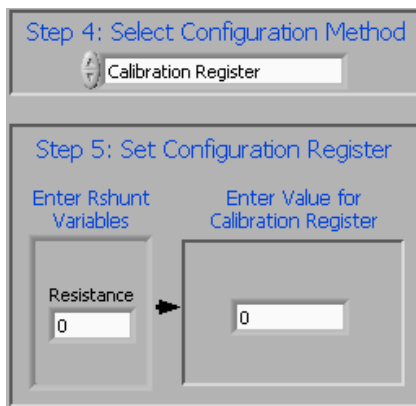 Step 4: Select Configuration Method
Calibration Register
Step 5: Set Configuration Register
Enter Rshunt
Variables
Enter Value for
Calibration Register
Resistance
0
0